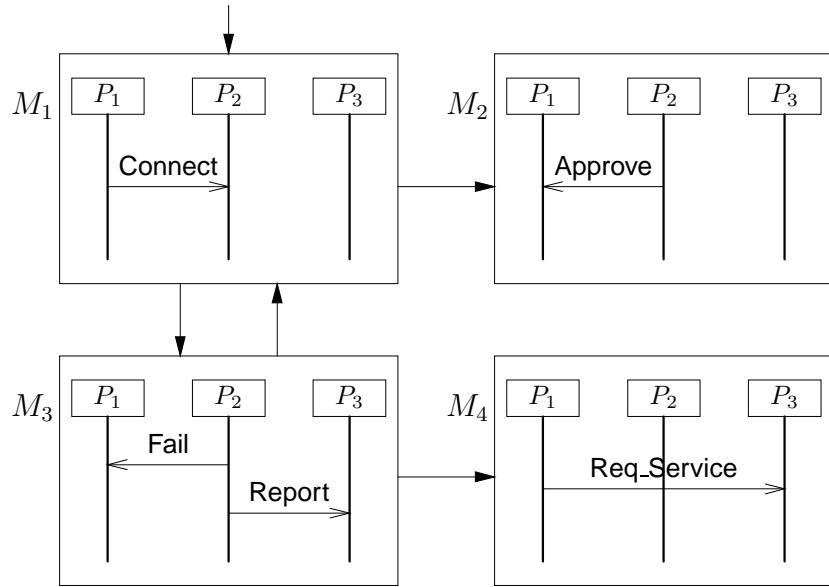 P1 P2 P3 P1 P2 P3
M1 M2
Connect Approve
P1 P2 P3 P1 P2 P3
M3 M4
Fail
Req_Service
Report